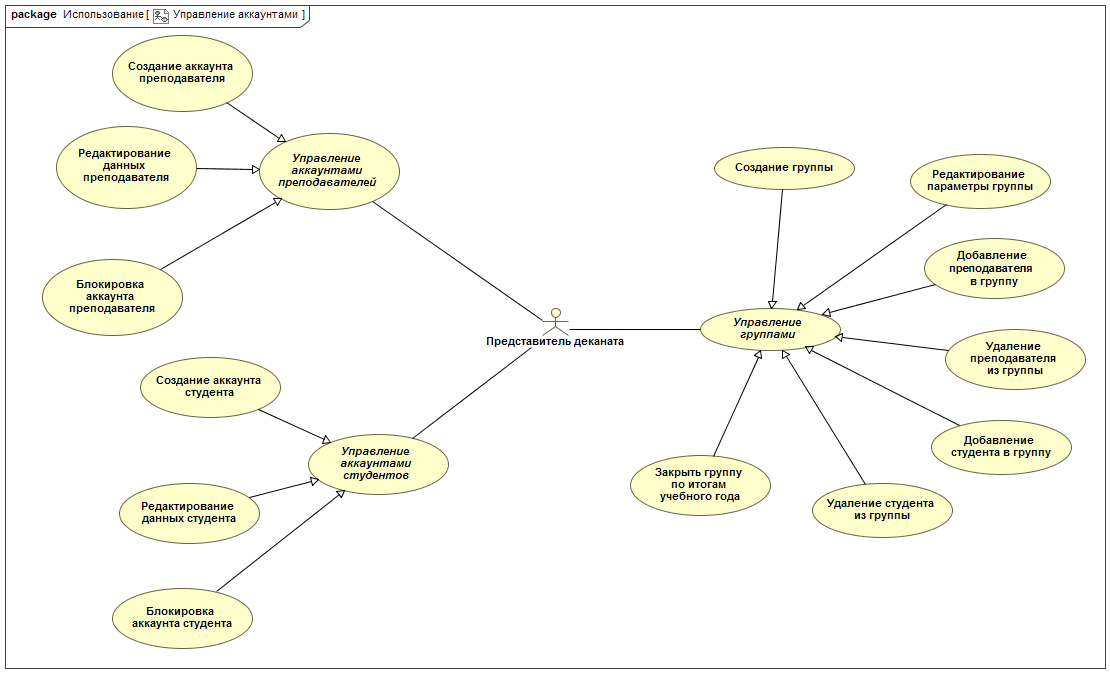 package Использование [ Управление аккаунтами ]
Создание аккаунта
преподавателя
Редактирование
данных
преподавателя
Управление
аккаунтами
преподавателей
Блокировка
аккаунта
преподавателя
Создание группы
Редактирование
параметры группы
Добавление
преподавателя
в группу
Представитель деканата
Управление
группами
Удаление
преподавателя
из группы
Создание аккаунта
студента
Управление
аккаунтами
студентов
Добавление
студента в группу
Закрыть группу
по итогам
учебного года
Удаление студента
из группы
Редактирование
данных студента
Блокировка
аккаунта студента